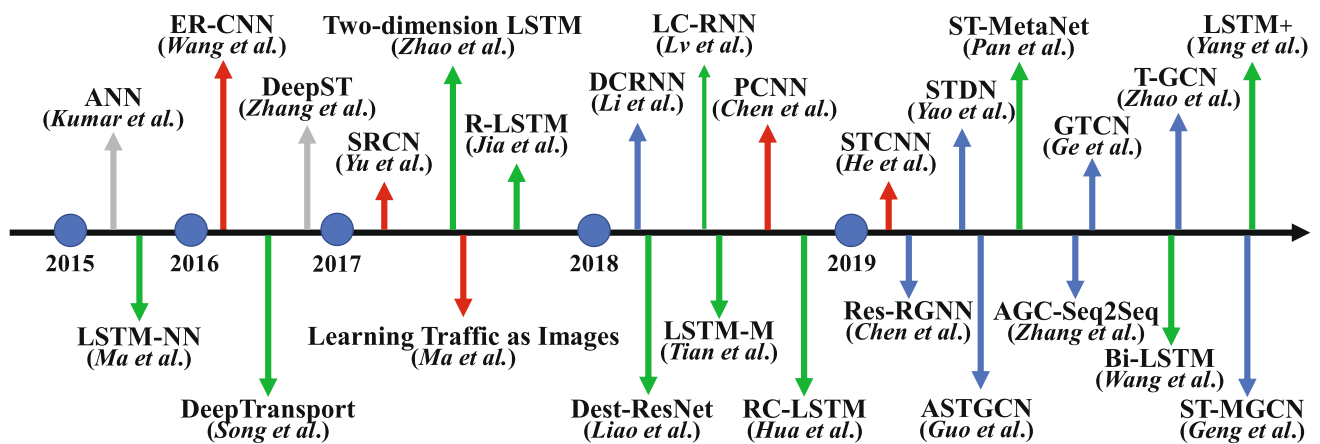 ER-CNN
(Wang et al.)
Two-dimension LSTM
(Zhao et al.)
LC-RNN
(Lv et al.)
ST-MetaNet
(Pan et al.)
LSTM+
(Yang et al.)
ANN
(Kumar et al.)
DeepST
(Zhang et al.)
SRCN
(Yu et al.)
R-LSTM
(Jia et al.)
DCRNN
(Li et al.)
PCNN
(Chen et al.)
STCNN
(He et al.)
STDN
(Yao et al.)
GTCN
(Ge et al.)
T-GCN
(Zhao et al.)
2015
2016
2017
2018
2019
LSTM-NN
(Ma et al.)
DeepTransport
(Song et al.)
Learning Traffic as Images
(Ma et al.)
Dest-ResNet
(Liao et al.)
LSTM-M
(Tian et al.)
RC-LSTM
(Hua et al.)
Res-RGNN
(Chen et al.)
ASTGCN
(Guo et al.)
AGC-Seq2Seq
(Zhang et al.)
Bi-LSTM
(Wang et al.)
ST-MGCN
(Geng et al.)